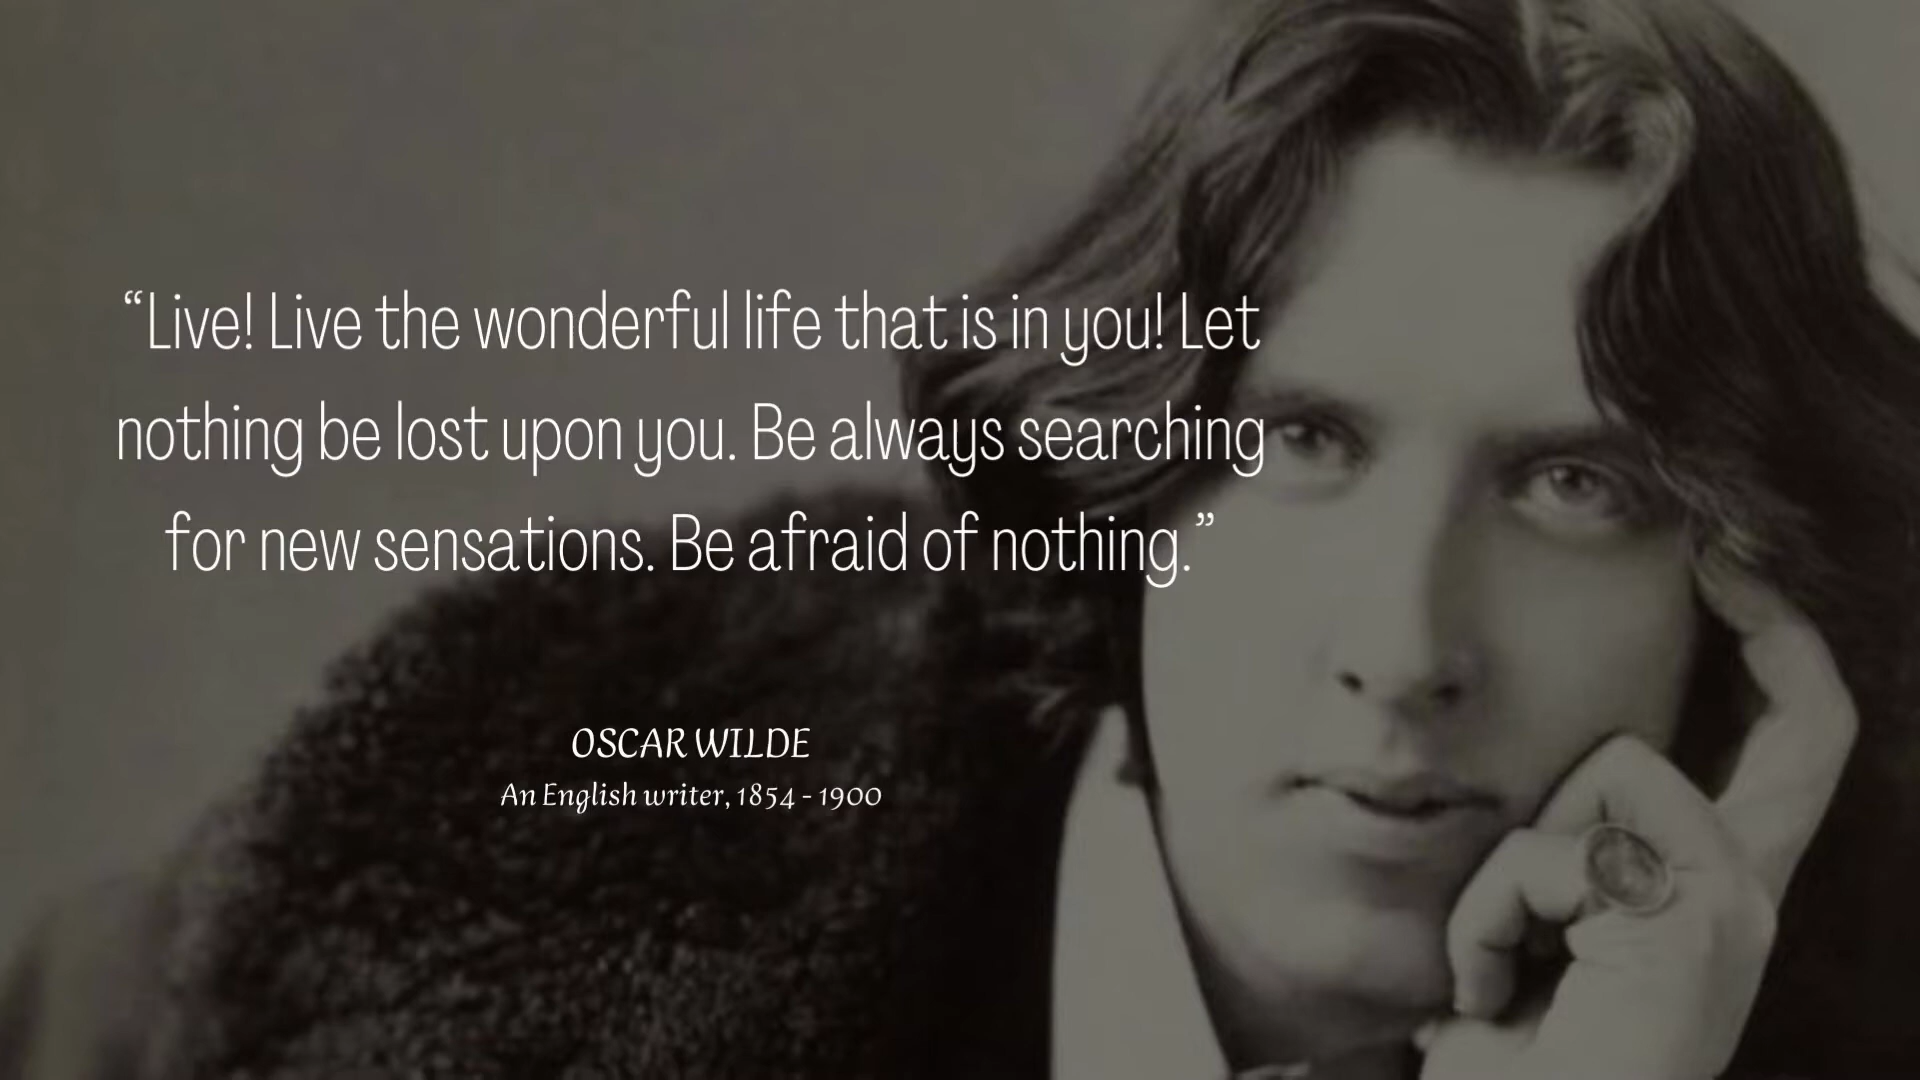 “Live! Live the wonderful life that is in you! Let
nothing be lost upon you. Be always searching
for new sensations. Be afraid of nothing.”
OSCAR WILDE
An English writer, 1854 - 1900